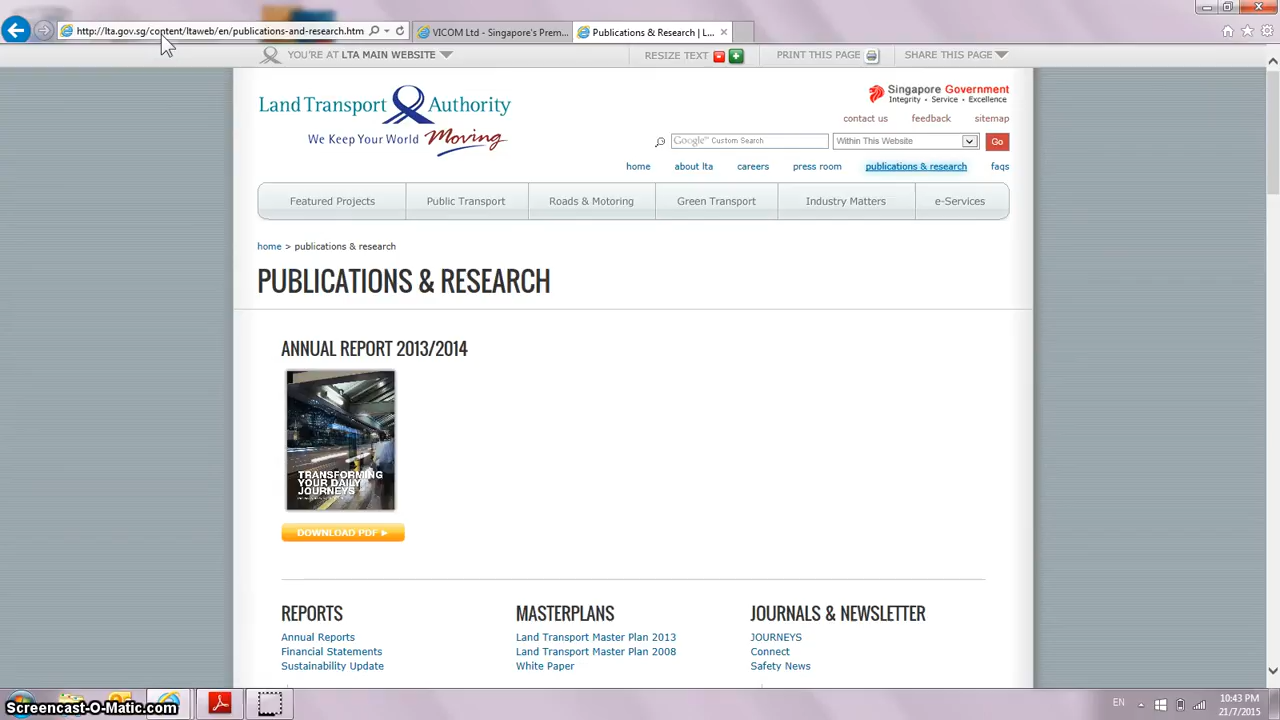 http://lta.gov.sg/content/ltaweb/en/publications-and-research.htm
VICOM Ltd - Singapore's Prem...
Publications & Research | L...
YOU'RE AT LTA MAIN WEBSITE
RESIZE TEXT
PRINT THIS PAGE
SHARE THIS PAGE
Land Transport Authority
We Keep Your World Moving
Singapore Government
Integrity • Service • Excellence
contact us feedback sitemap
Google™ Custom Search
Within This Website
Go
home about lta careers press room publications & research faqs
Featured Projects Public Transport Roads & Motoring Green Transport Industry Matters e-Services
home > publications & research
PUBLICATIONS & RESEARCH
ANNUAL REPORT 2013/2014
TRANSFORMING
YOUR DAILY
JOURNEYS
DOWNLOAD PDF
REPORTS
Annual Reports
Financial Statements
Sustainability Update
MASTERPLANS
Land Transport Master Plan 2013
Land Transport Master Plan 2008
White Paper
JOURNALS & NEWSLETTER
JOURNEYS
Connect
Safety News
Screencast-O-Matic.com
EN
10:43 PM
21/7/2015